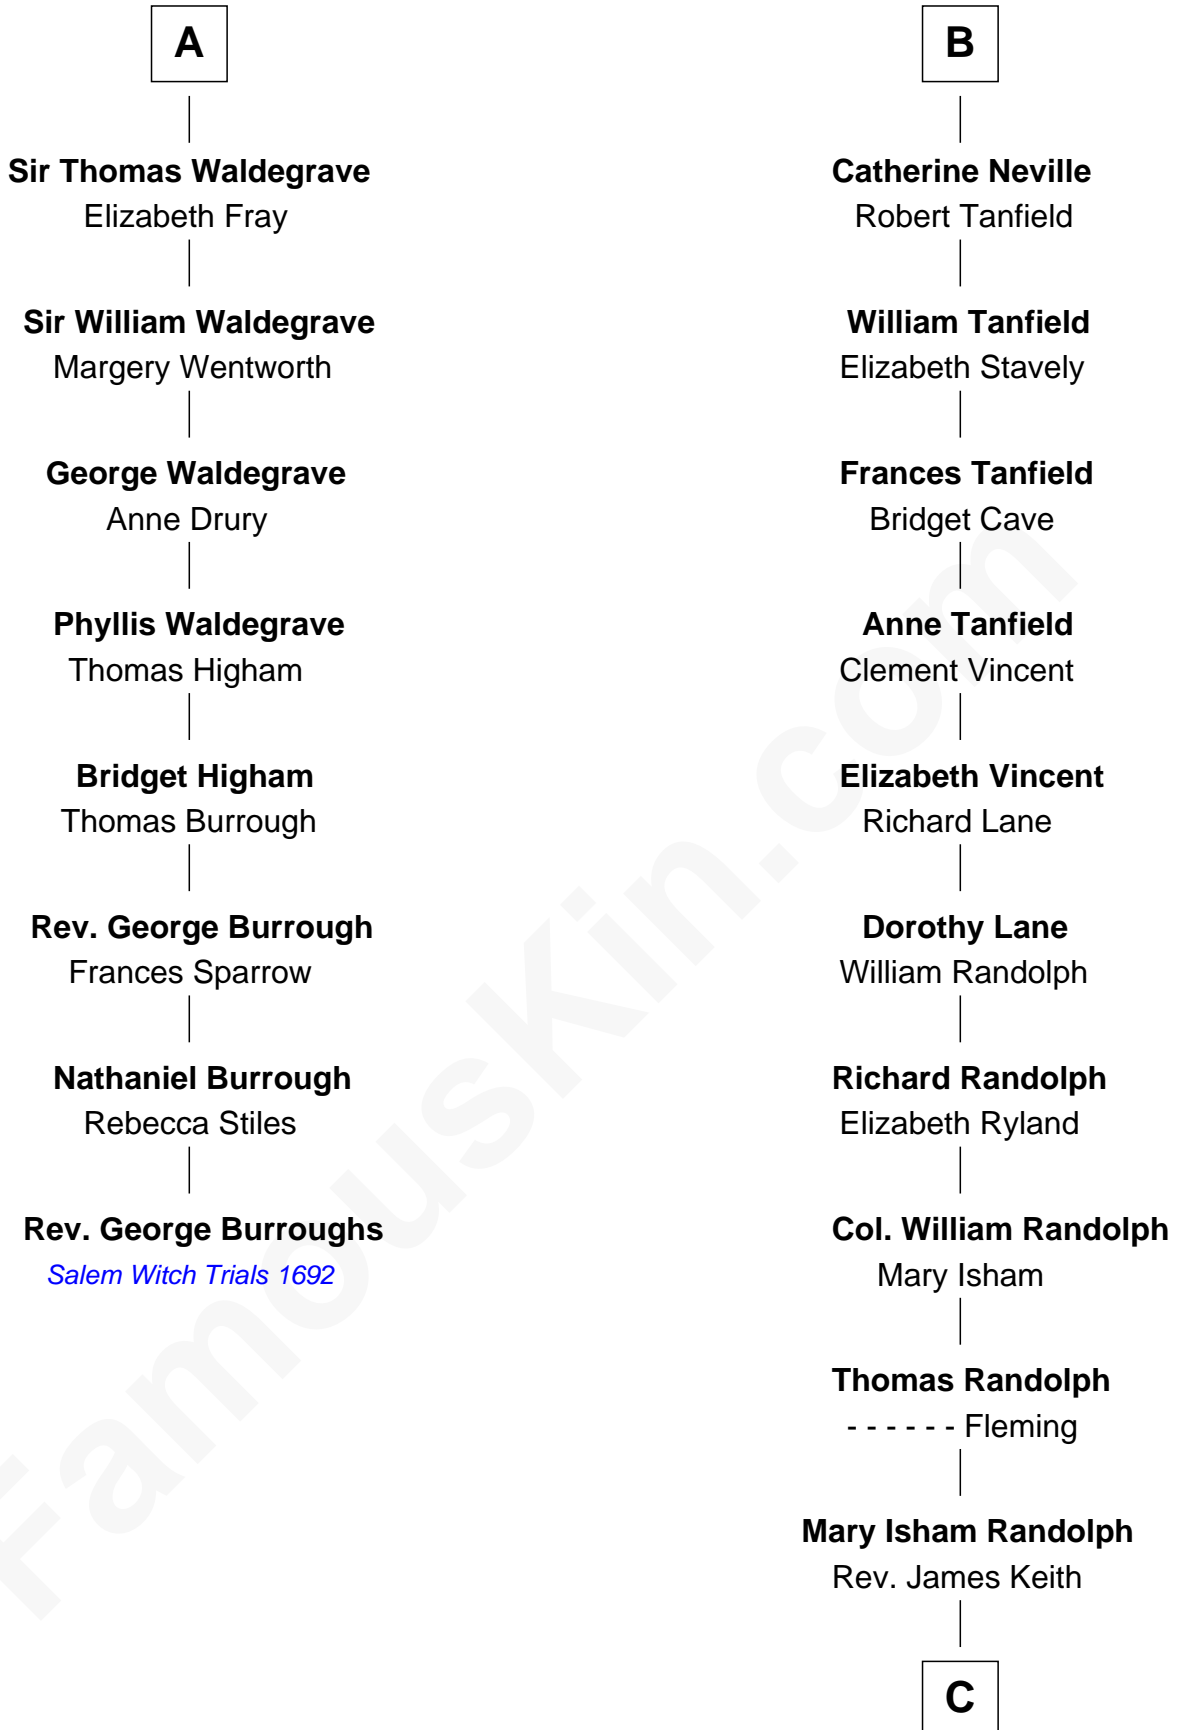 A
Sir Thomas Waldegrave
Elizabeth Fray
Sir William Waldegrave
Margery Wentworth
George Waldegrave
Anne Drury
Phyllis Waldegrave
Thomas Higham
Bridget Higham
Thomas Burrough
Rev. George Burrough
Frances Sparrow
Nathaniel Burrough
Rebecca Stiles
Rev. George Burroughs
Salem Witch Trials 1692
B
Catherine Neville
Robert Tanfield
William Tanfield
Elizabeth Stavely
Frances Tanfield
Bridget Cave
Anne Tanfield
Clement Vincent
Elizabeth Vincent
Richard Lane
Dorothy Lane
William Randolph
Richard Randolph
Elizabeth Ryland
Col. William Randolph
Mary Isham
Thomas Randolph
- - - - - - Fleming
Mary Isham Randolph
Rev. James Keith
C
FamousKin.com